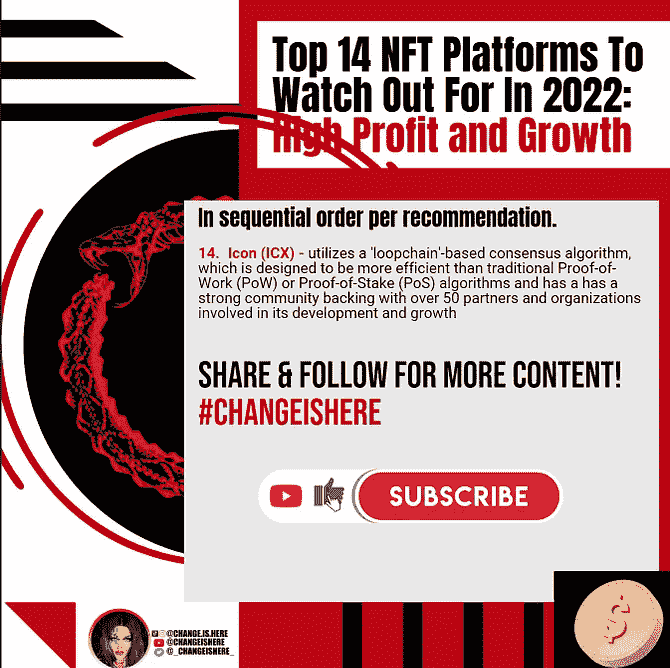 Top 14 NFT Platforms To
Watch Out For In 2022:
High Profit and Growth
In sequential order per recommendation.
14. Icon (ICX) - utilizes a 'loopchain'-based consensus algorithm,
which is designed to be more efficient than traditional Proof-of-
Work (PoW) or Proof-of-Stake (PoS) algorithms and has a has a
strong community backing with over 50 partners and organizations
involved in its development and growth
SHARE & FOLLOW FOR MORE CONTENT!
#CHANGEISHERE
SUBSCRIBE
@CHANGE.IS.HERE
@CHANGEISHERE
@_CHANGEISHERE_
$